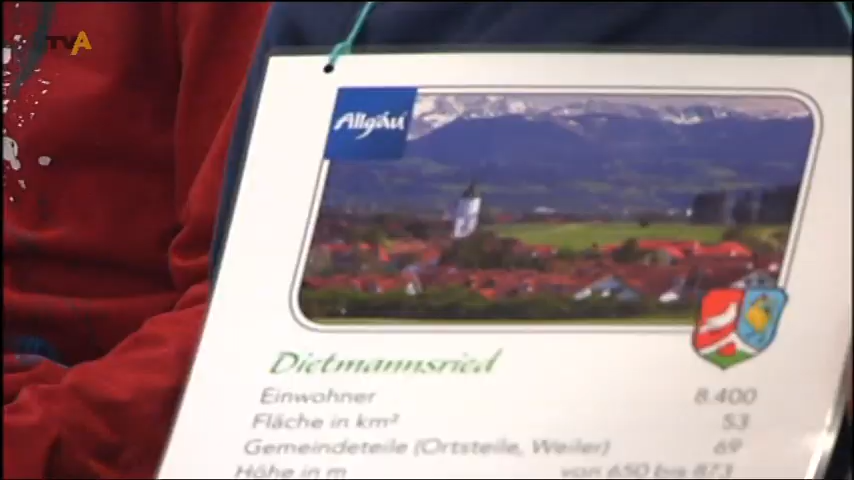 TVA
Allgäu
Dietmannsried
Einwohner 8.400
Fläche in km² 53
Gemeindeteile (Ortsteile, Weiler) 69
Höhe in m von 650 bis 873